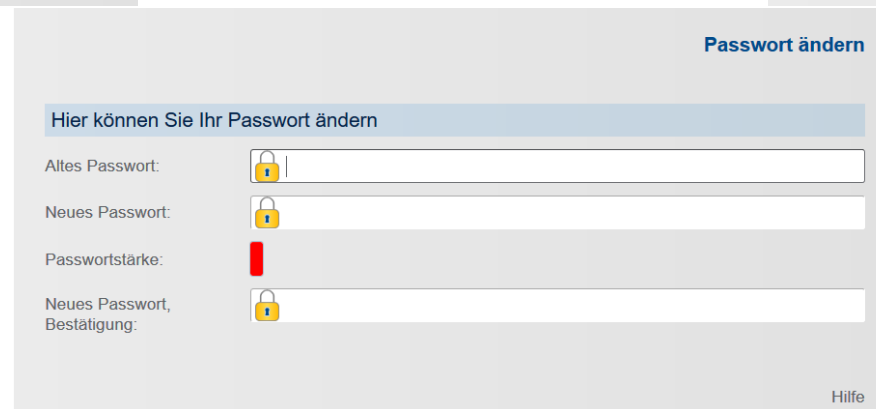 Passwort ändern
Hier können Sie Ihr Passwort ändern
Altes Passwort:
Neues Passwort:
Passwortstärke:
Neues Passwort,
Bestätigung:
Hilfe